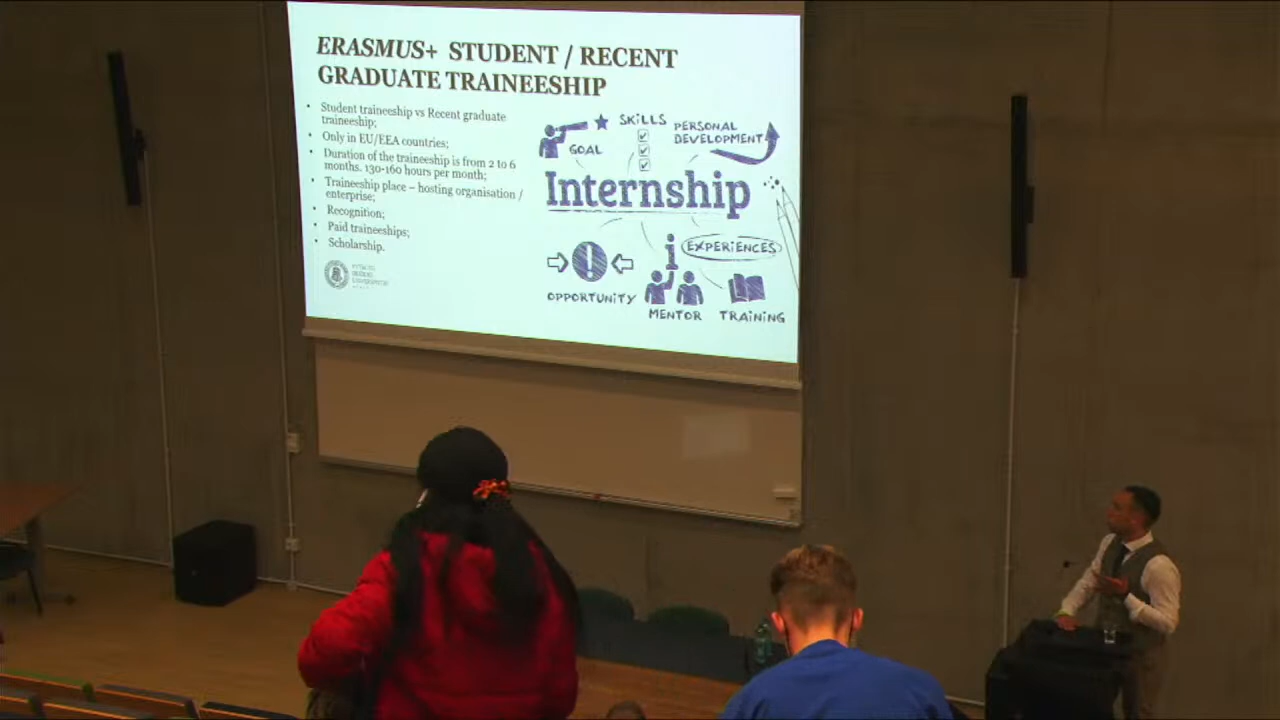 ERASMUS+ STUDENT / RECENT
GRADUATE TRAINEESHIP
• Student traineeship vs Recent graduate
traineeship;
• Only in EU/EEA countries;
• Duration of the traineeship is from 2 to 6
months. 130-160 hours per month;
• Traineeship place – hosting organisation /
enterprise;
• Recognition;
• Paid traineeships;
• Scholarship.
SKiLLS
GOAL
PERSONAL
DEVELOPMENT
Internship
EXPERiENCES
OPPORTUNiTY
MENTOR
TRAiNiNG